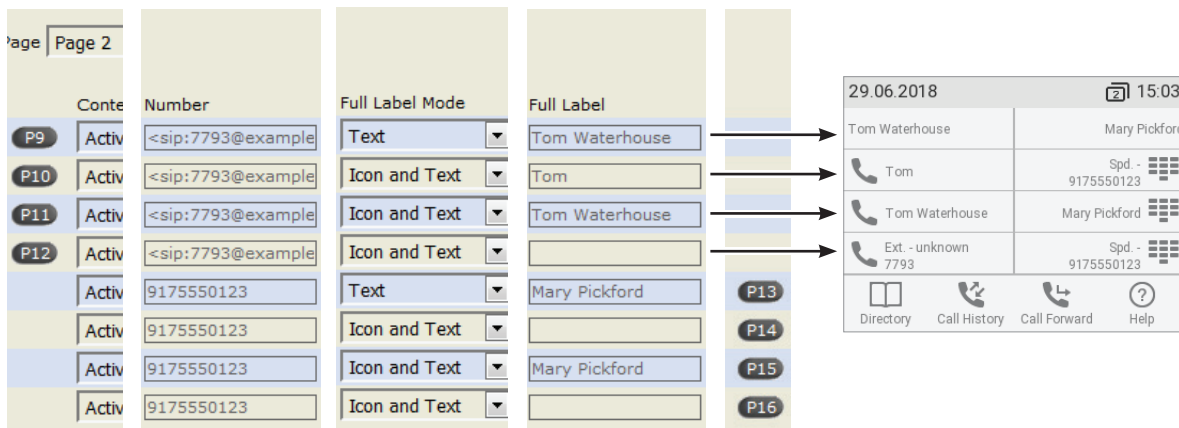 Page Page 2
Conte Number Full Label Mode Full Label
P9 Activ <sip:7793@example Text Tom Waterhouse
P10 Activ <sip:7793@example Icon and Text Tom
P11 Activ <sip:7793@example Icon and Text Tom Waterhouse
P12 Activ <sip:7793@example Icon and Text
Activ 9175550123 Text Mary Pickford P13
Activ 9175550123 Icon and Text P14
Activ 9175550123 Icon and Text Mary Pickford P15
Activ 9175550123 Icon and Text P16
29.06.2018 2 15:03
Tom Waterhouse Mary Pickford
Tom Spd. -
9175550123
Tom Waterhouse Mary Pickford
Ext. - unknown Spd. -
7793 9175550123
Directory Call History Call Forward Help